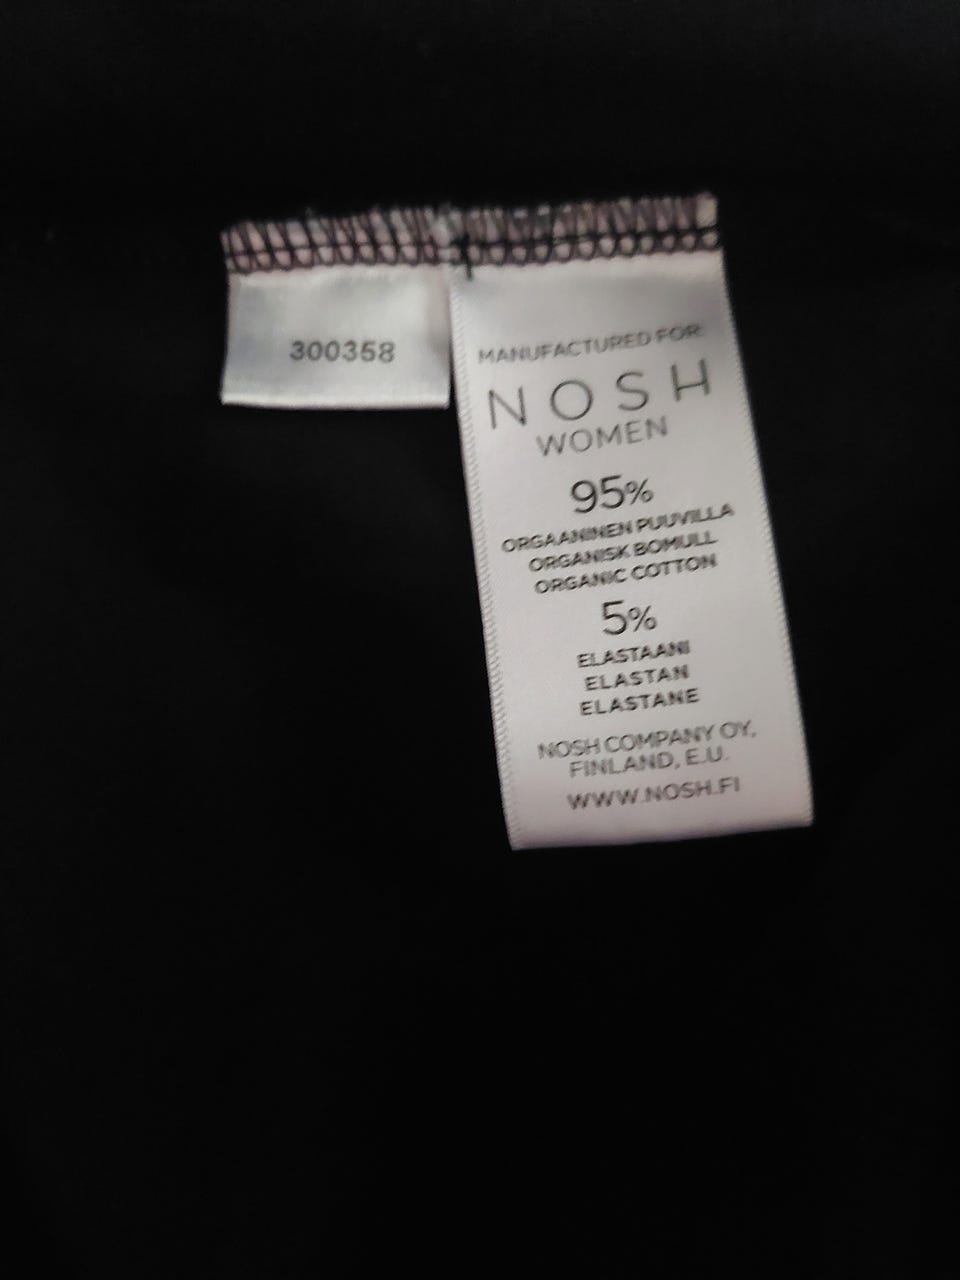 300358
MANUFACTURED FOR:
NOSH
WOMEN
95%
ORGAANINEN PUUVILLA
ORGANISK BOMULL
ORGANIC COTTON
5%
ELASTAANI
ELASTAN
ELASTANE
NOSH COMPANY OY,
FINLAND, E.U.
WWW.NOSH.FI